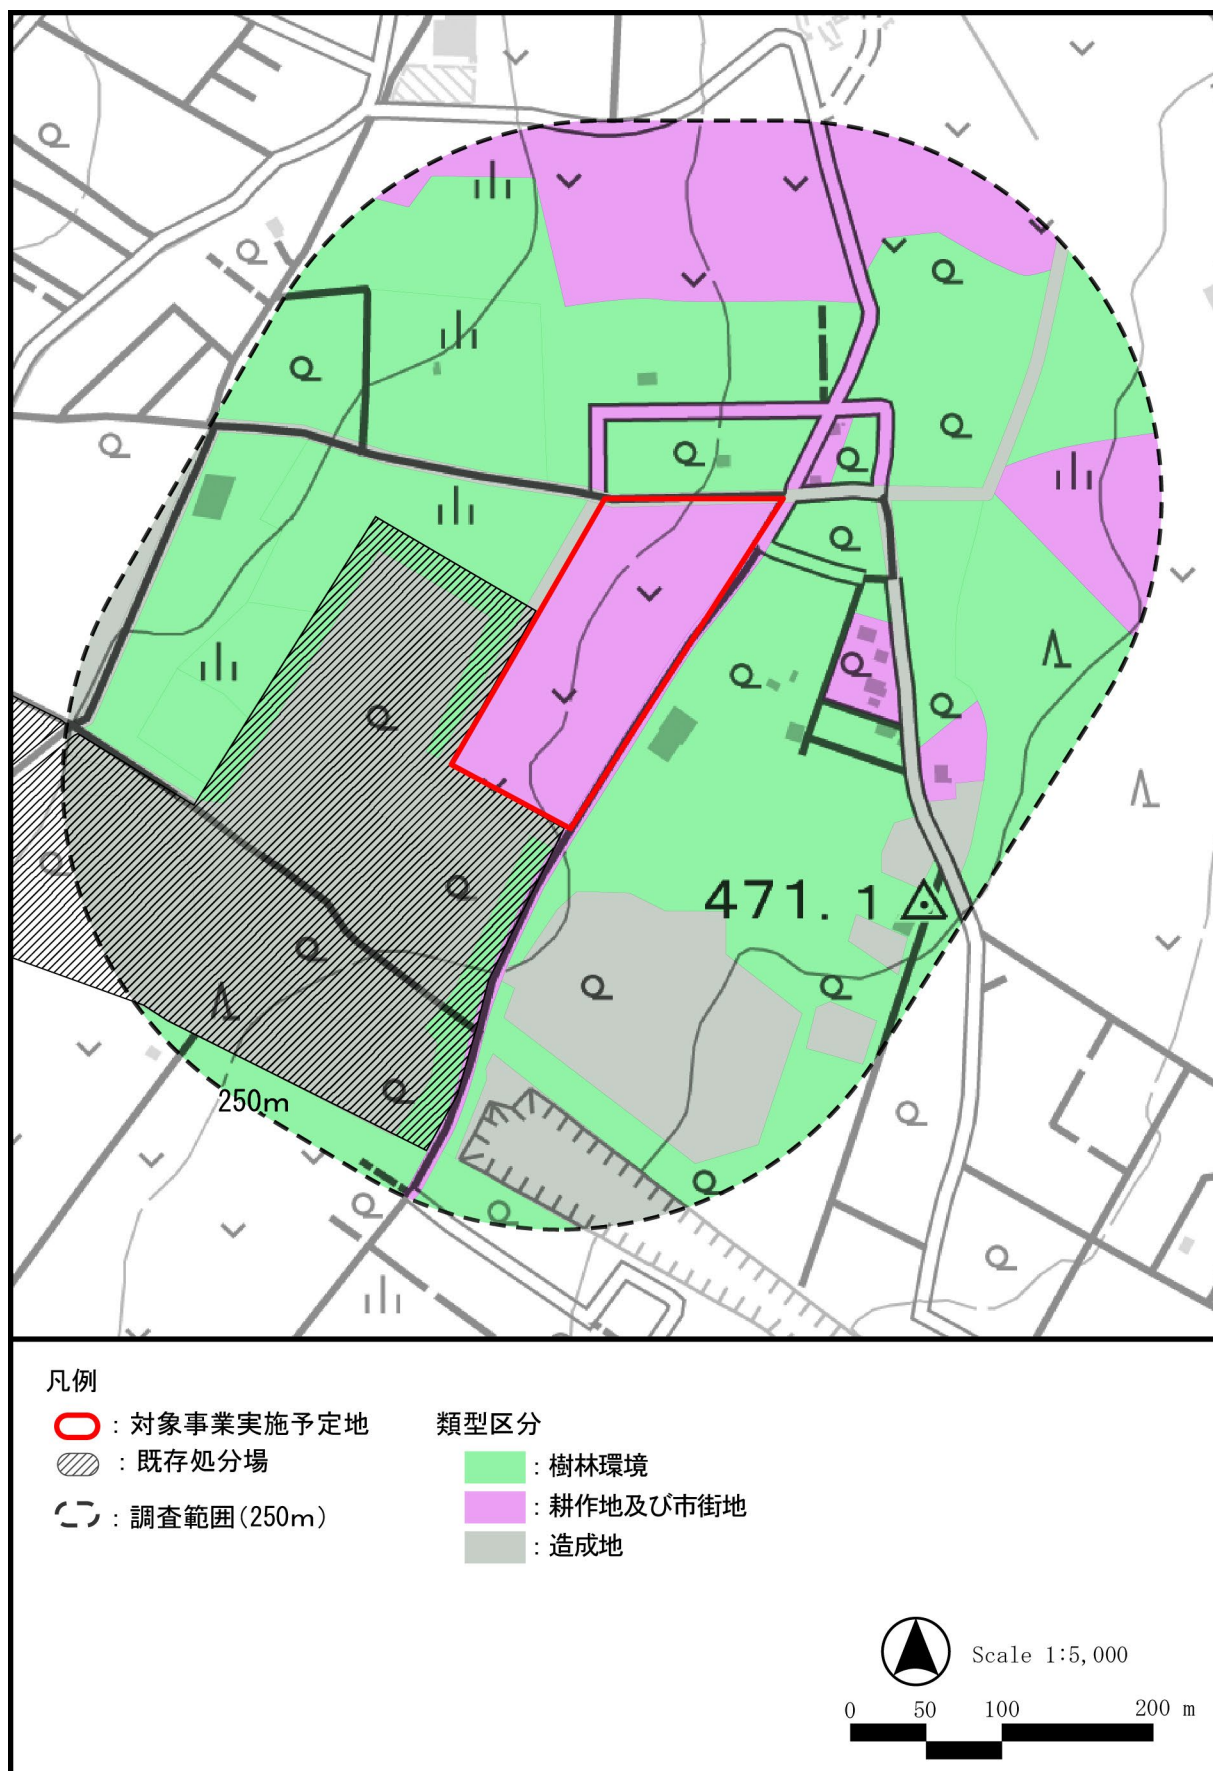 471.1
250m
凡例
：対象事業実施予定地
：既存処分場
：調査範囲(250m)
類型区分
：樹林環境
：耕作地及び市街地
：造成地
Scale 1:5,000
0 50 100 200 m